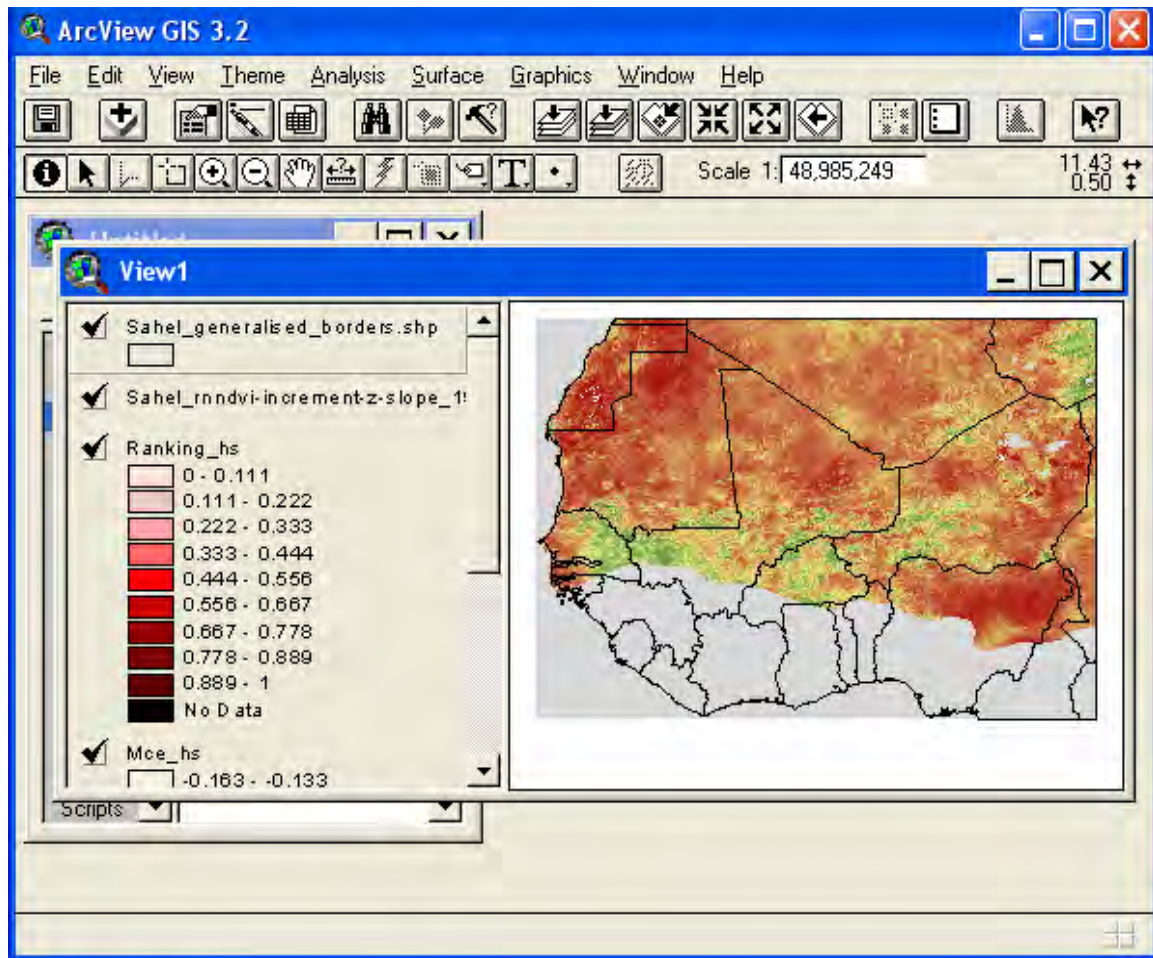 ArcView GIS 3.2
File Edit View Theme Analysis Surface Graphics Window Help
Scale 1: 48,985,249
11.43
0.50
View1
Sahel_generalised_borders.shp
Sahel_rnndvi-increment-z-slope_1
Ranking_hs
0 - 0.111
0.111 - 0.222
0.222 - 0.333
0.333 - 0.444
0.444 - 0.556
0.556 - 0.667
0.667 - 0.778
0.778 - 0.889
0.889 - 1
No Data
Mce_hs
-0.163 - -0.133
Scripts